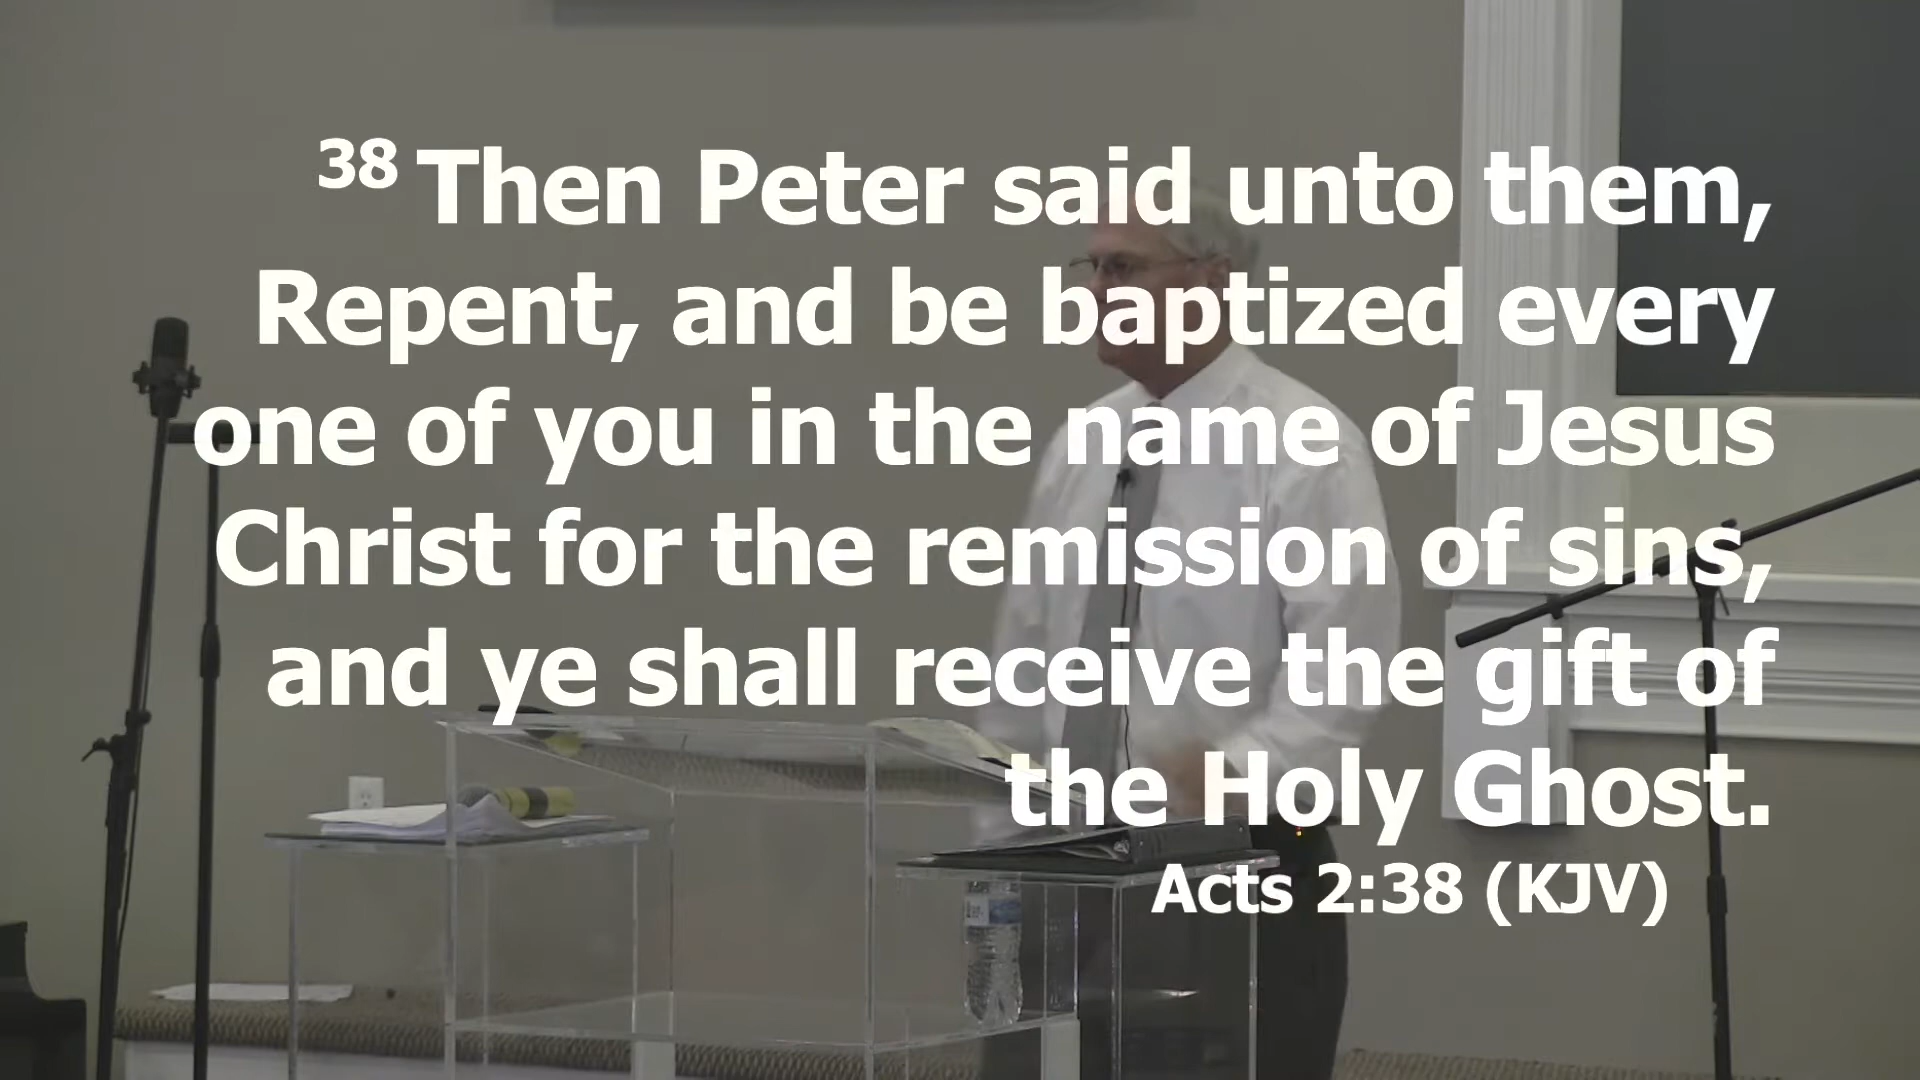 38 Then Peter said unto them,
Repent, and be baptized every
one of you in the name of Jesus
Christ for the remission of sins,
and ye shall receive the gift of
the Holy Ghost.
Acts 2:38 (KJV)